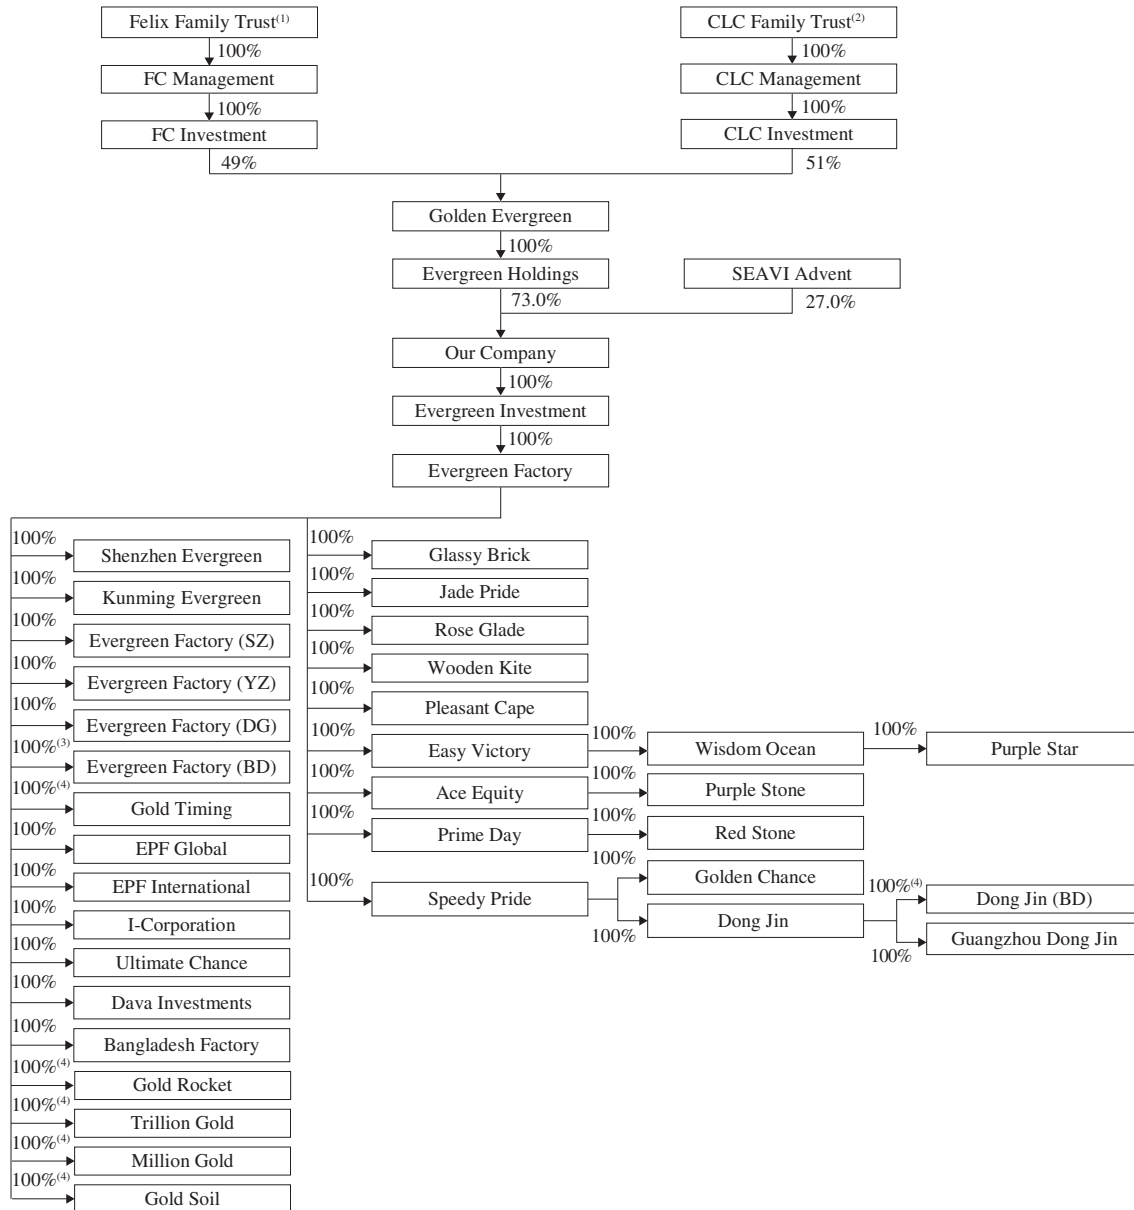 Felix Family Trust(1)
CLC Family Trust(2)
100%
100%
FC Management
CLC Management
100%
100%
FC Investment
CLC Investment
49%
51%
Golden Evergreen
100%
Evergreen Holdings
SEAVI Advent
73.0%
27.0%
Our Company
100%
Evergreen Investment
100%
Evergreen Factory
100%
Shenzhen Evergreen
100%
Kunming Evergreen
100%
Evergreen Factory (SZ)
100%
Evergreen Factory (YZ)
100%
Evergreen Factory (DG)
100%(3)
Evergreen Factory (BD)
100%(4)
Gold Timing
100%
EPF Global
100%
EPF International
100%
I-Corporation
100%
Ultimate Chance
100%
Dava Investments
100%
Bangladesh Factory
100%(4)
Gold Rocket
100%(4)
Trillion Gold
100%(4)
Million Gold
100%(4)
Gold Soil
100%
Glassy Brick
100%
Jade Pride
100%
Rose Glade
100%
Wooden Kite
100%
Pleasant Cape
100%
Easy Victory
100%
Wisdom Ocean
100%
Purple Star
100%
Ace Equity
100%
Purple Stone
100%
Prime Day
100%
Red Stone
100%
Speedy Pride
100%
Golden Chance
100%
Dong Jin
100%(4)
Dong Jin (BD)
100%
Guangzhou Dong Jin